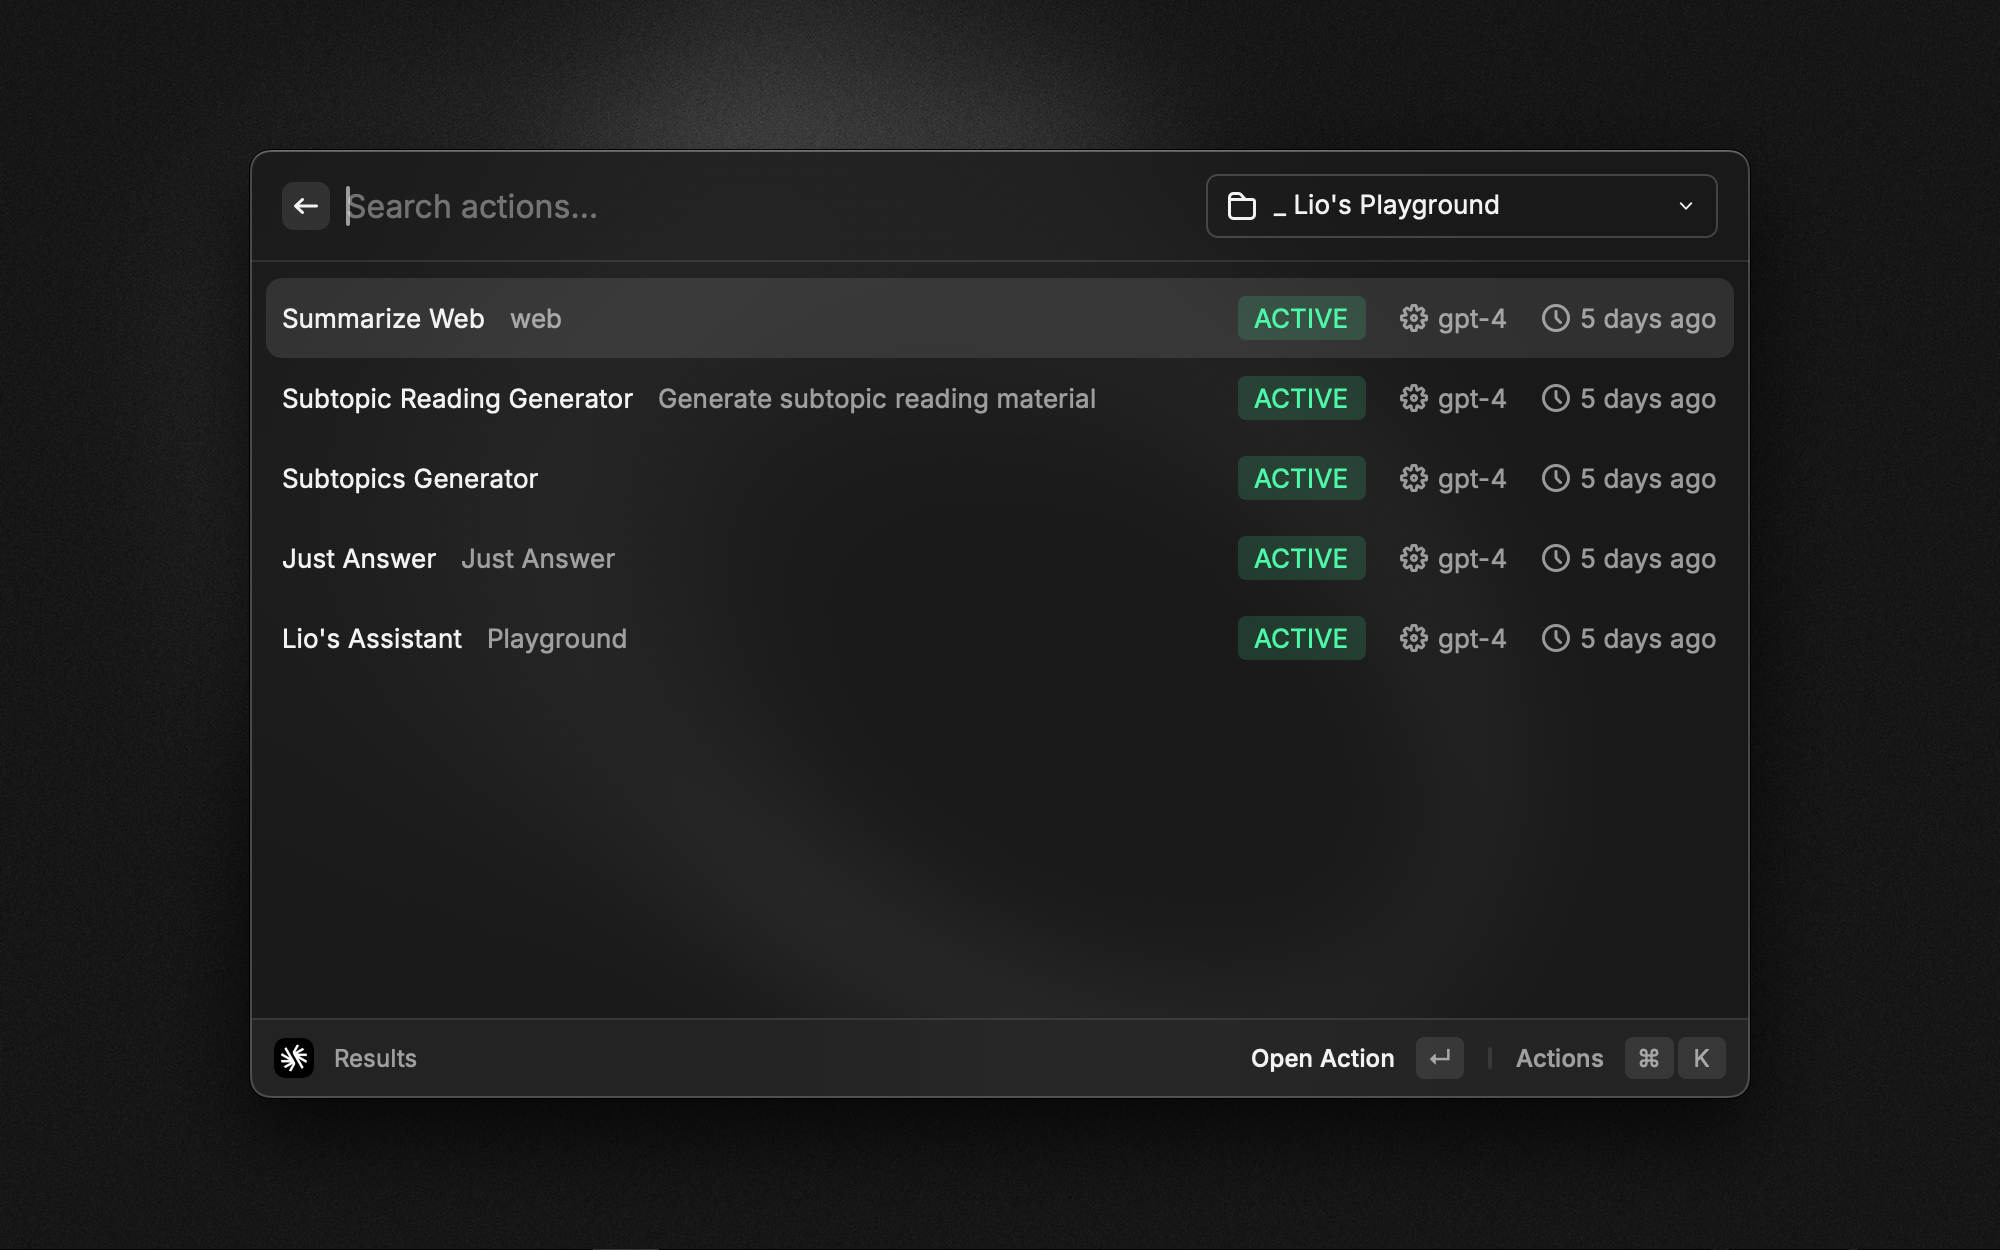 Search actions...
_ Lio's Playground
Summarize Web web ACTIVE gpt-4 5 days ago
Subtopic Reading Generator Generate subtopic reading material ACTIVE gpt-4 5 days ago
Subtopics Generator ACTIVE gpt-4 5 days ago
Just Answer Just Answer ACTIVE gpt-4 5 days ago
Lio's Assistant Playground ACTIVE gpt-4 5 days ago
Results Open Action ↵ Actions ⌘ K